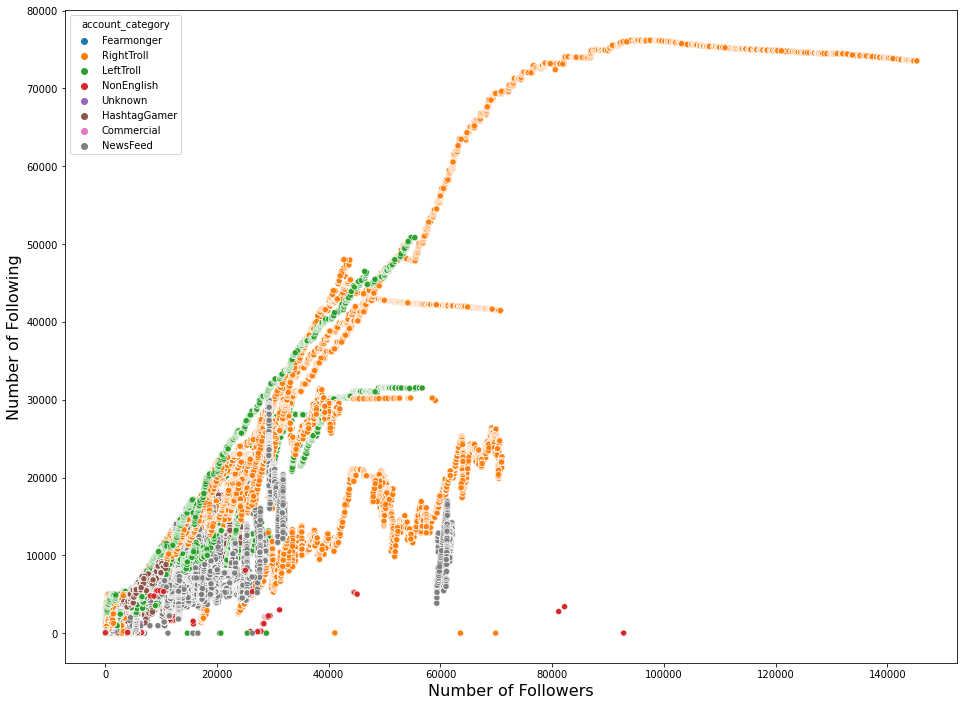 account_category
Fearmonger
RightTroll
LeftTroll
NonEnglish
Unknown
HashtagGamer
Commercial
NewsFeed
80000
70000
60000
50000
40000
30000
20000
10000
0
Number of Following
0 20000 40000 60000 80000 100000 120000 140000
Number of Followers